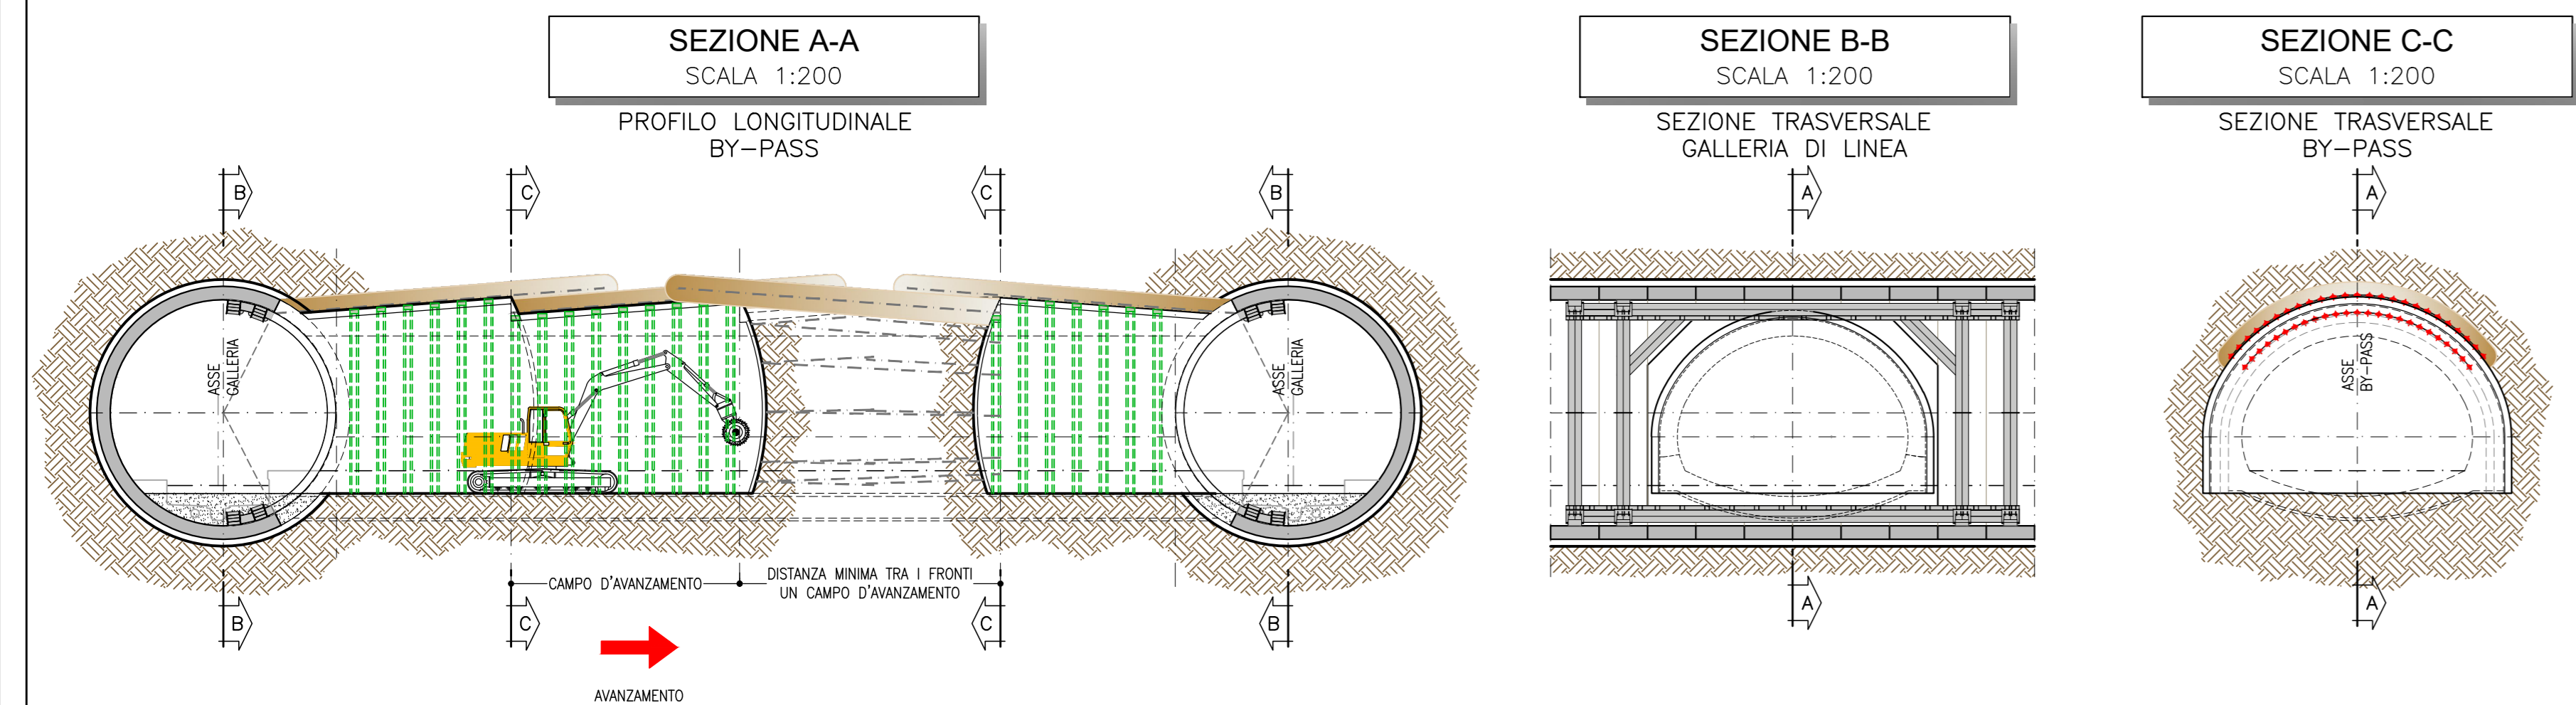 SEZIONE A-A
SCALA 1:200
PROFILO LONGITUDINALE
BY-PASS
SEZIONE B-B
SCALA 1:200
SEZIONE TRASVERSALE
GALLERIA DI LINEA
SEZIONE C-C
SCALA 1:200
SEZIONE TRASVERSALE
BY-PASS
B
C
C
B
A
A
ASSE
GALLERIA
ASSE
GALLERIA
ASSE
BY-PASS
CAMPO D'AVANZAMENTO
DISTANZA MINIMA TRA I FRONTI
UN CAMPO D'AVANZAMENTO
B
C
C
B
A
A
AVANZAMENTO